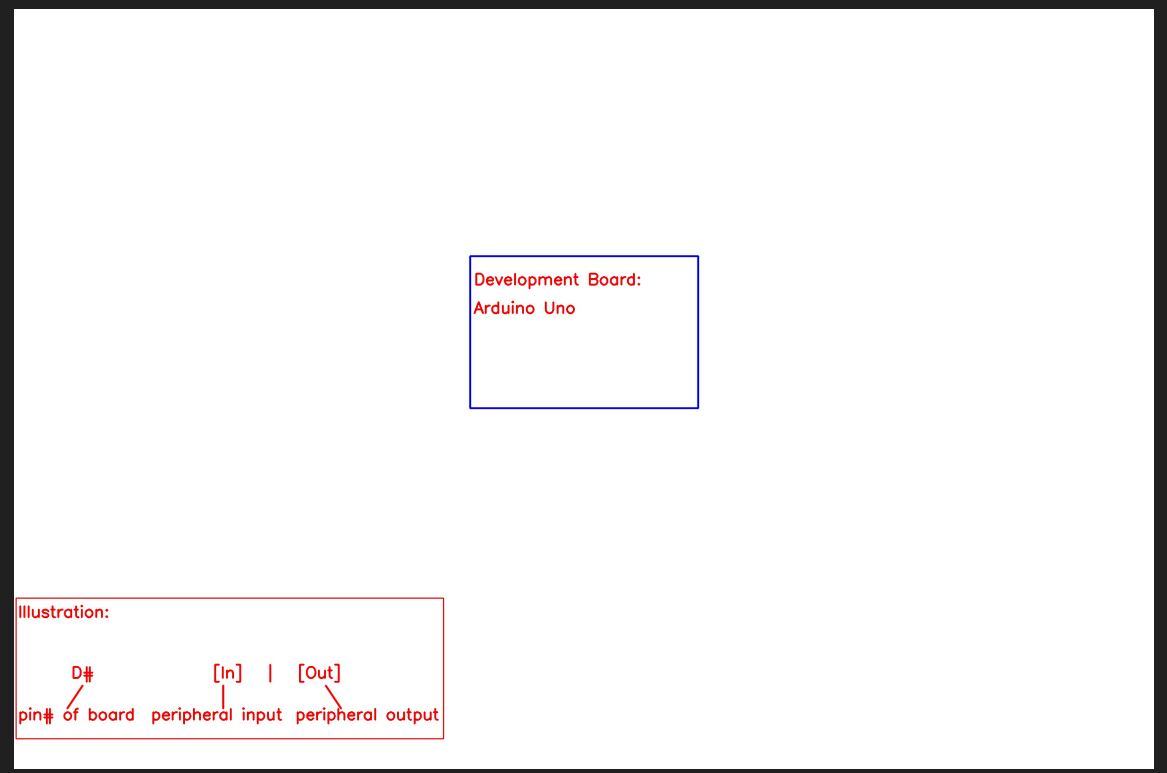 Development Board:
Arduino Uno
Illustration:
D# [In] | [Out]
pin# of board peripheral input peripheral output